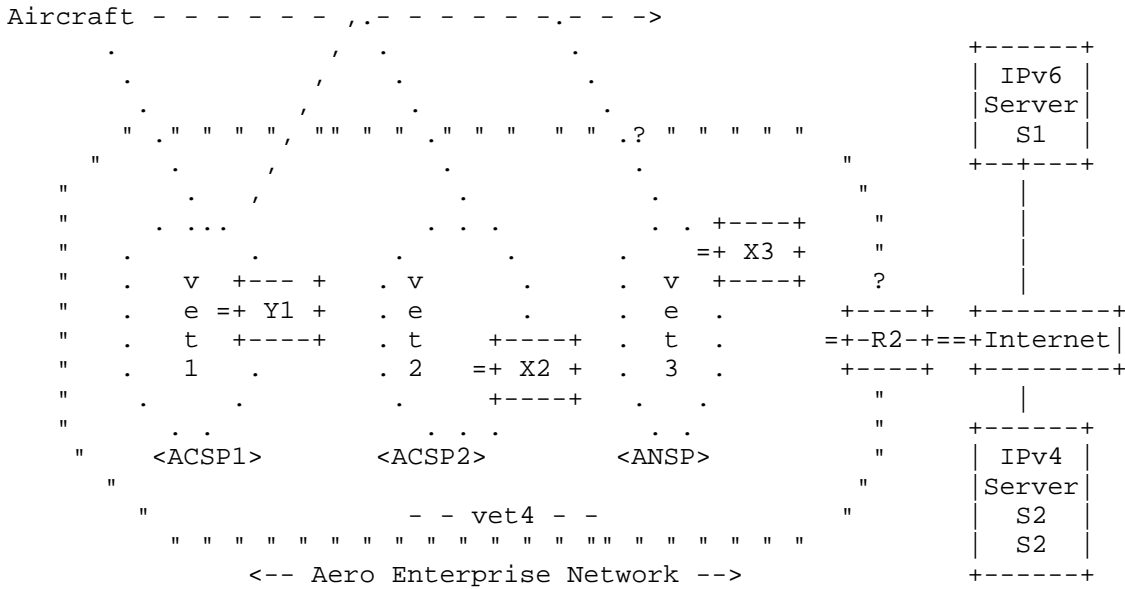 Aircraft - - - - - - ,.- - - - - -.- - ->
              .              ,   .           .                        +------+
               .            ,     .           .                       | IPv6 |
                .          ,       .           .                      |Server|
       " ." " " " ", "" " " ." " " "  " " .? " " " " "                |  S1  |
     "    .     ,           .           .            "       +--+---+
   "       .   ,             .           .            "         |
   "     . ...            . . .         . . +----+    "         |
   "   .       .        .      .      .    =+ X3 +    "         |
   "   .   v  +--- +   . v      .     .  v  +----+    ?         |
   "   .   e =+ Y1 +   . e      .     .  e  .       +----+  +--------+
   "   .   t  +----+   . t    +----+  .  t  .      =+-R2-+==+Internet|
   "   .   1   .       . 2   =+ X2 +  .  3  .       +----+  +--------+
   "    .     .         .     +----+   .   .          "         |
   "      . .             . . .         . .           "      +------+
    "    <ACSP1>       <ACSP2>        <ANSP>          "      | IPv4 |
      "                                              "       |Server|
        "                - - vet4 - -               "        |  S2  |
          " " " " " " " " " " " " " "" " " " " " "           |  S2  |
               <-- Aero Enterprise Network -->               +------+